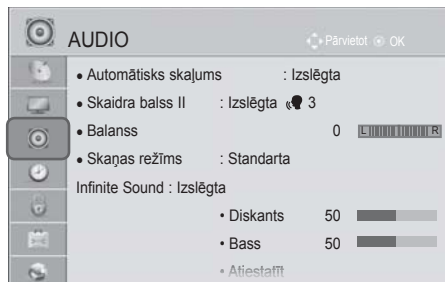 AUDIO Pārvietot OK
• Automātisks skaļums : Izslēgta
• Skaidra balss II : Izslēgta 3
• Balanss 0 L R
• Skaņas režīms : Standarta
Infinite Sound : Izslēgta
• Diskants 50
• Bass 50
• Atiestatīt